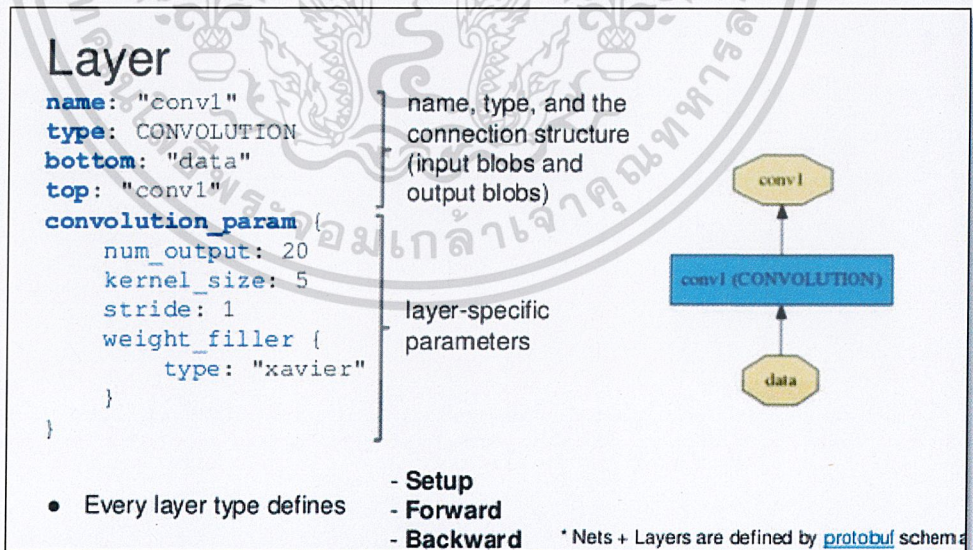 Layer
name: "conv1"
type: CONVOLUTION
bottom: "data"
top: "conv1"
convolution_param {
num_output: 20
kernel_size: 5
stride: 1
weight_filler {
type: "xavier"
}
}
name, type, and the
connection structure
(input blobs and
output blobs)
layer-specific
parameters
conv1
conv1 (CONVOLUTION)
data
● Every layer type defines
- Setup
- Forward
- Backward
* Nets + Layers are defined by protobuf schema